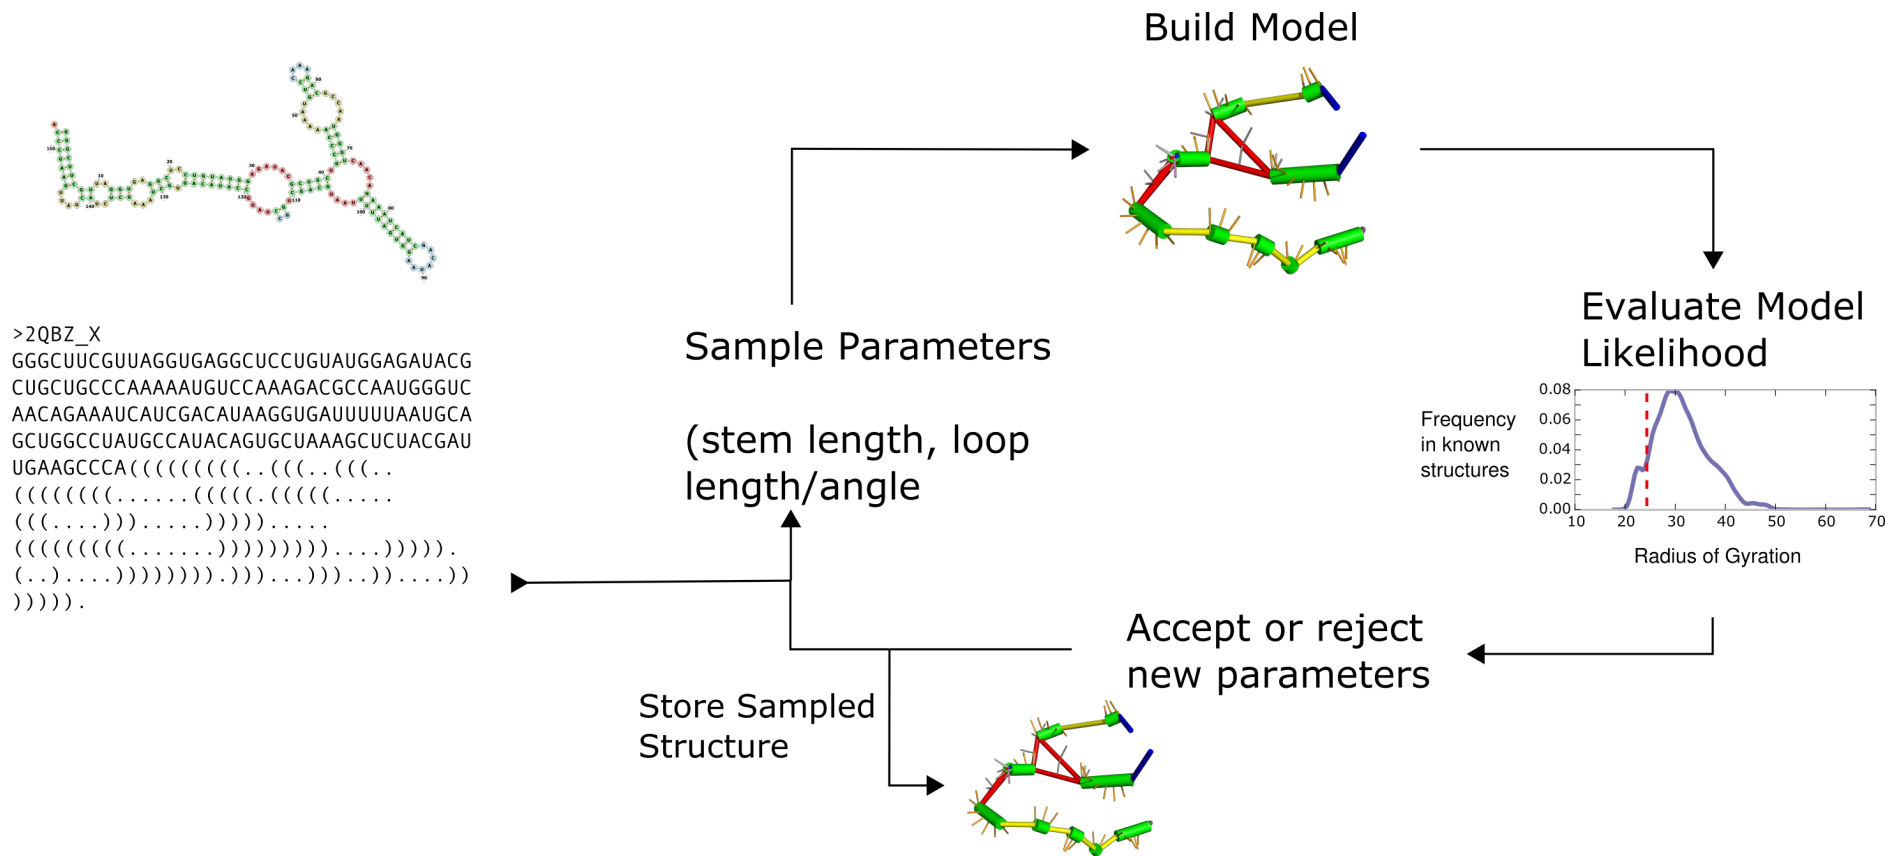 Build Model
>2QBZ_X
GGGCUUCGUUAGGUGAGGCUCCUGUAUGGAGAUACG
CUGCUGCCCAAAAAUGUCCAAAGACGCCAAUGGGUC
AACAGAAAUCAUCGACAUAAGGUGAUUUUUAAUGCA
GCUGGCCUAUGCCAUACAGUGCUAAAGCUCUACGAU
UGAAGCCCA(((((((((..(((..(((..
((((((((......(((((.(((((.....
(((....))).....))))).....
(((((((((.......)))))))))....))))).
(..)....)))))))).)))...)))..))....))
))))).
Sample Parameters
(stem length, loop
length/angle
Evaluate Model
Likelihood
Frequency
in known
structures
0.08
0.06
0.04
0.02
0.00
10 20 30 40 50 60 70
Radius of Gyration
Accept or reject
new parameters
Store Sampled
Structure